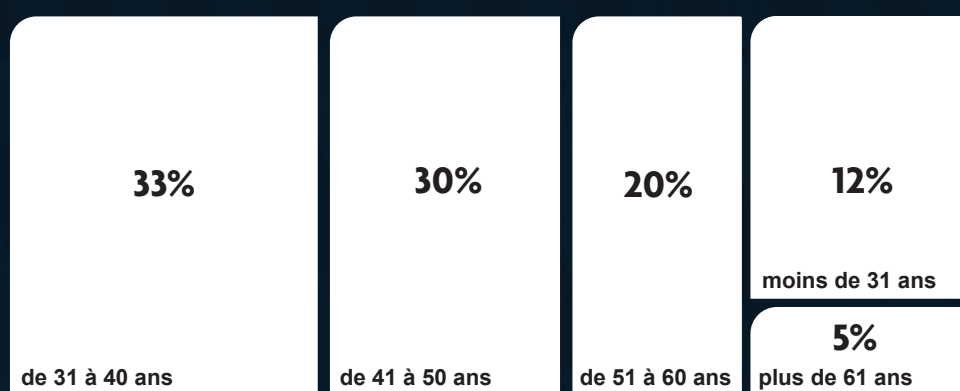 33%
de 31 à 40 ans
30%
de 41 à 50 ans
20%
de 51 à 60 ans
12%
moins de 31 ans
5%
plus de 61 ans